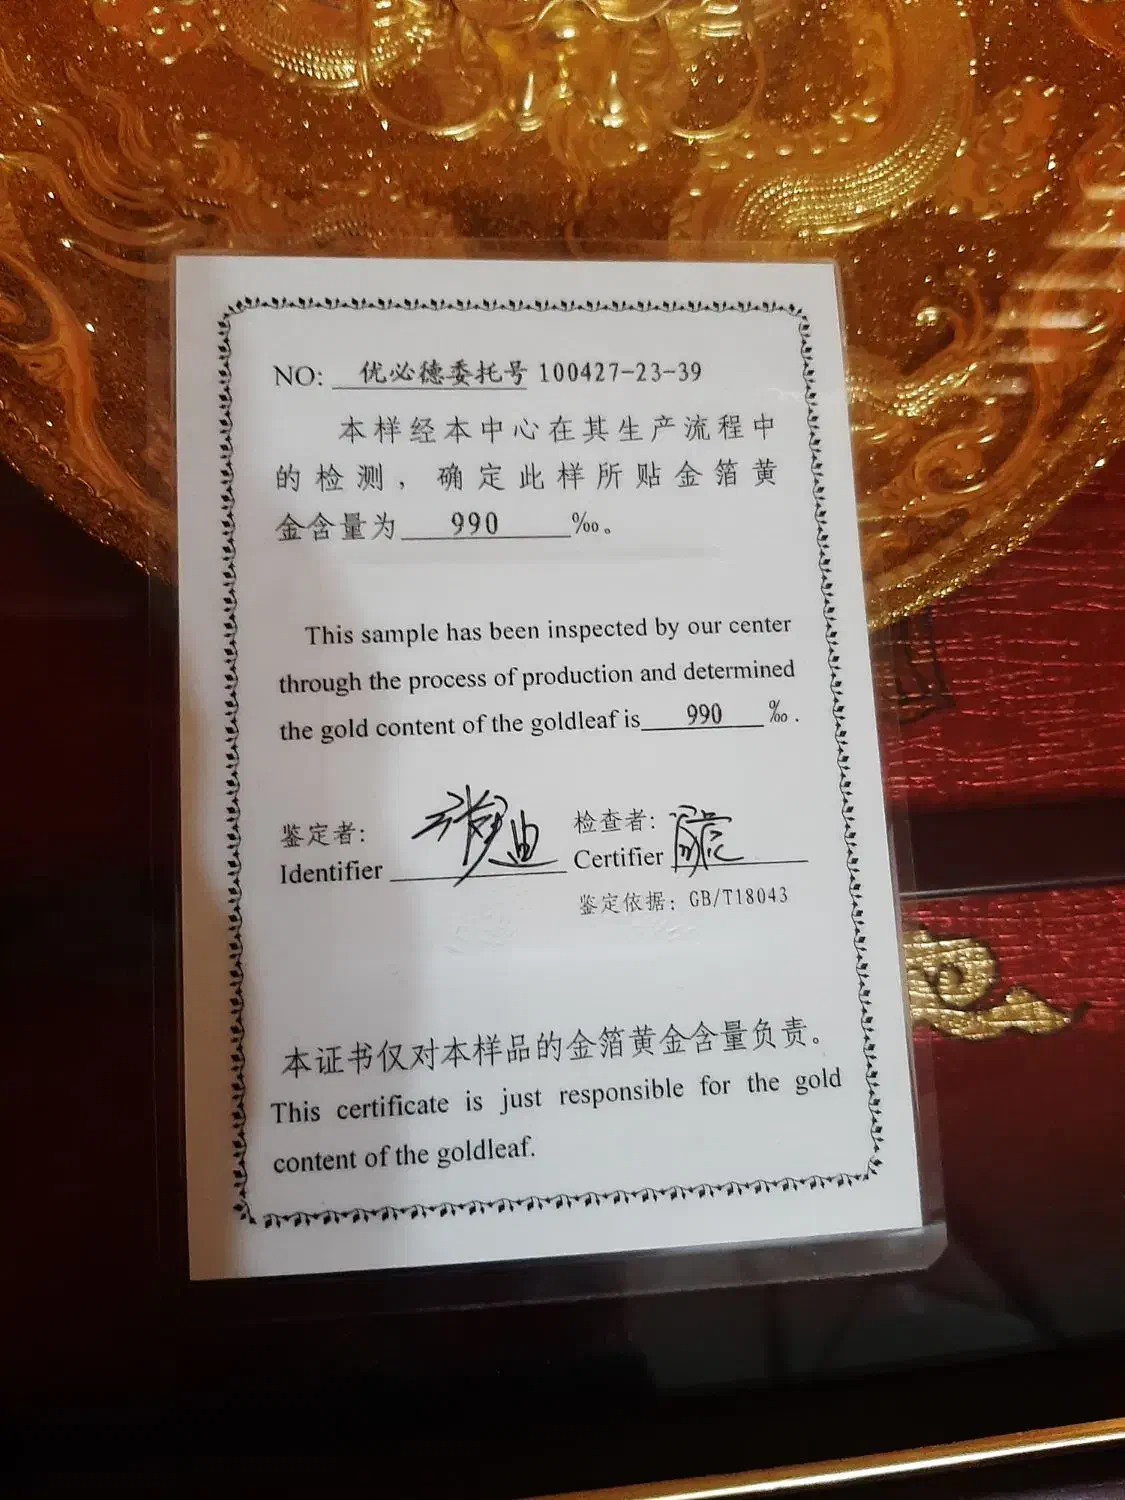 NO: 优必德委托号 100427-23-39
本样经本中心在其生产流程中
的检测，确定此样所贴金箔黄
金含量为 990 ‰。
This sample has been inspected by our center
through the process of production and determined
the gold content of the goldleaf is 990 ‰ .
鉴定者:
Identifier
检查者:
Certifier
鉴定依据: GB/T18043
本证书仅对本样品的金箔黄金含量负责。
This certificate is just responsible for the gold
content of the goldleaf.